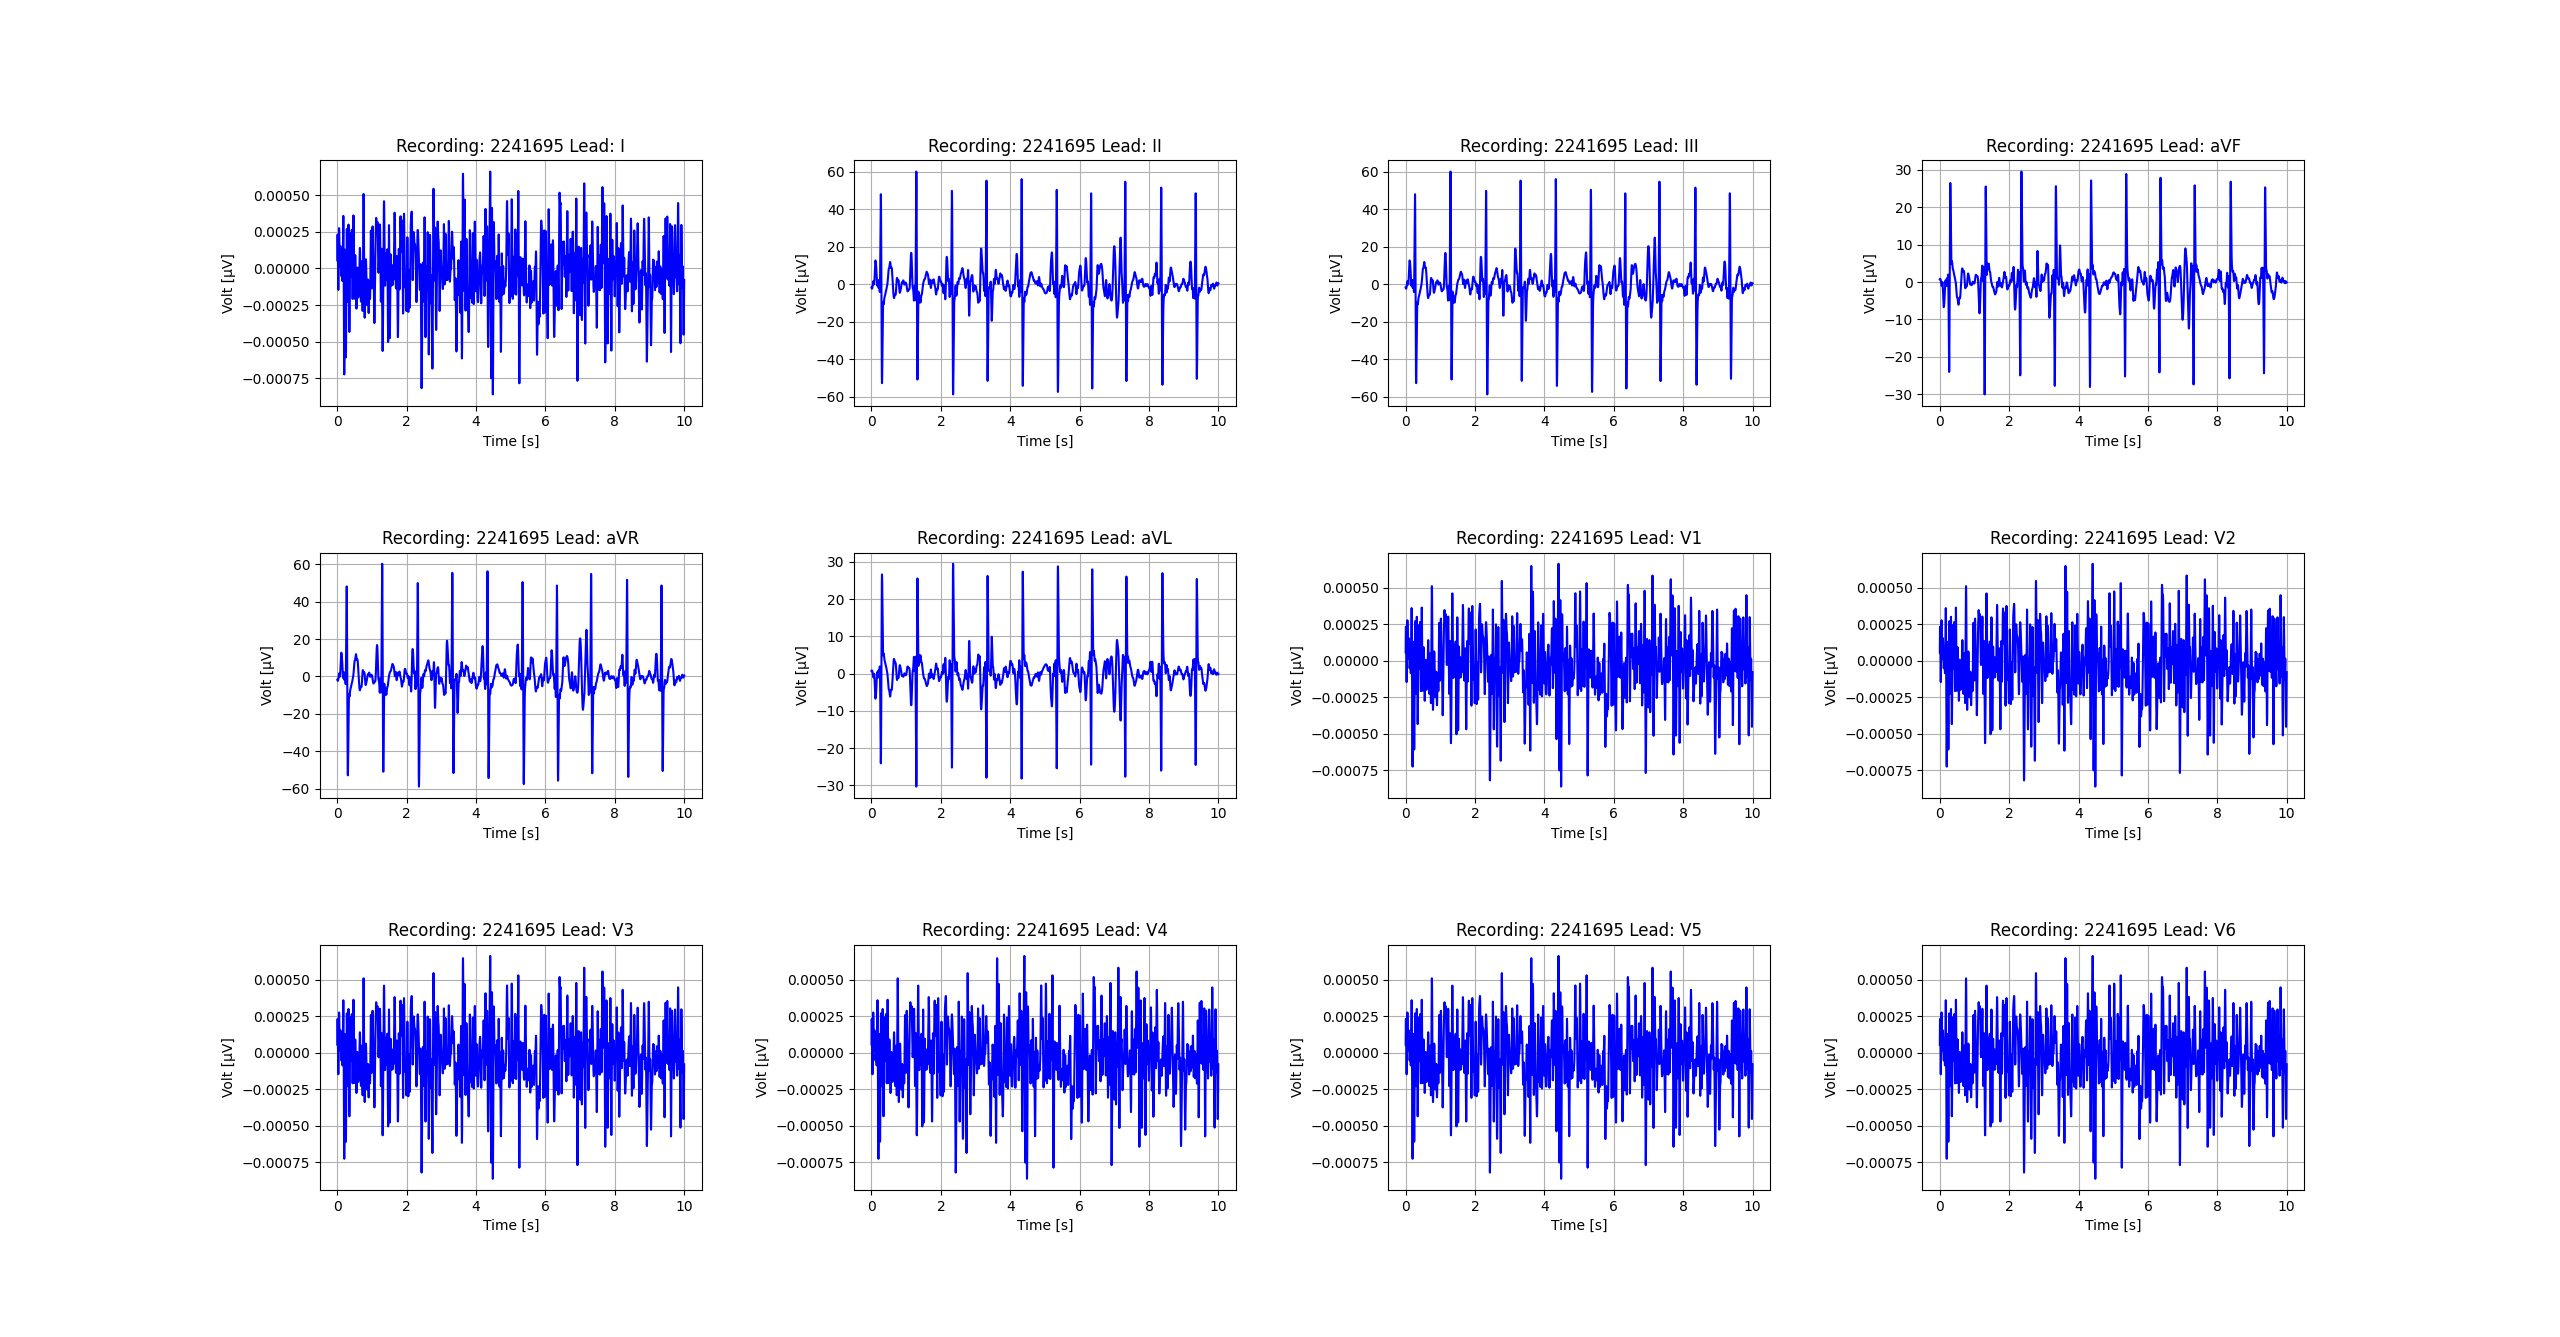 Recording: 2241695 Lead: I
0.00050
0.00025
0.00000
−0.00025
−0.00050
−0.00075
Volt [µV]
0 2 4 6 8 10
Time [s]
Recording: 2241695 Lead: II
60
40
20
0
−20
−40
−60
Volt [µV]
0 2 4 6 8 10
Time [s]
Recording: 2241695 Lead: III
60
40
20
0
−20
−40
−60
Volt [µV]
0 2 4 6 8 10
Time [s]
Recording: 2241695 Lead: aVF
30
20
10
0
−10
−20
−30
Volt [µV]
0 2 4 6 8 10
Time [s]
Recording: 2241695 Lead: aVR
60
40
20
0
−20
−40
−60
Volt [µV]
0 2 4 6 8 10
Time [s]
Recording: 2241695 Lead: aVL
30
20
10
0
−10
−20
−30
Volt [µV]
0 2 4 6 8 10
Time [s]
Recording: 2241695 Lead: V1
0.00050
0.00025
0.00000
−0.00025
−0.00050
−0.00075
Volt [µV]
0 2 4 6 8 10
Time [s]
Recording: 2241695 Lead: V2
0.00050
0.00025
0.00000
−0.00025
−0.00050
−0.00075
Volt [µV]
0 2 4 6 8 10
Time [s]
Recording: 2241695 Lead: V3
0.00050
0.00025
0.00000
−0.00025
−0.00050
−0.00075
Volt [µV]
0 2 4 6 8 10
Time [s]
Recording: 2241695 Lead: V4
0.00050
0.00025
0.00000
−0.00025
−0.00050
−0.00075
Volt [µV]
0 2 4 6 8 10
Time [s]
Recording: 2241695 Lead: V5
0.00050
0.00025
0.00000
−0.00025
−0.00050
−0.00075
Volt [µV]
0 2 4 6 8 10
Time [s]
Recording: 2241695 Lead: V6
0.00050
0.00025
0.00000
−0.00025
−0.00050
−0.00075
Volt [µV]
0 2 4 6 8 10
Time [s]